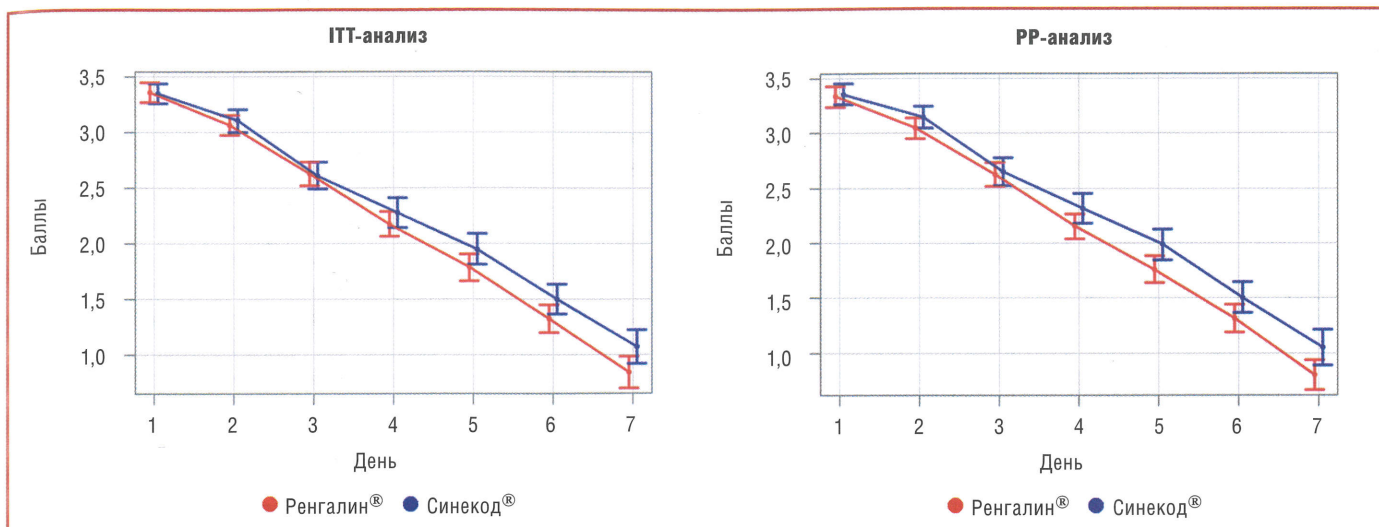 ITT-анализ
3,5
3,0
2,5
2,0
1,5
1,0
Баллы
1 2 3 4 5 6 7
День
Ренгалин® Синекод®
PP-анализ
3,5
3,0
2,5
2,0
1,5
1,0
Баллы
1 2 3 4 5 6 7
День
Ренгалин® Синекод®